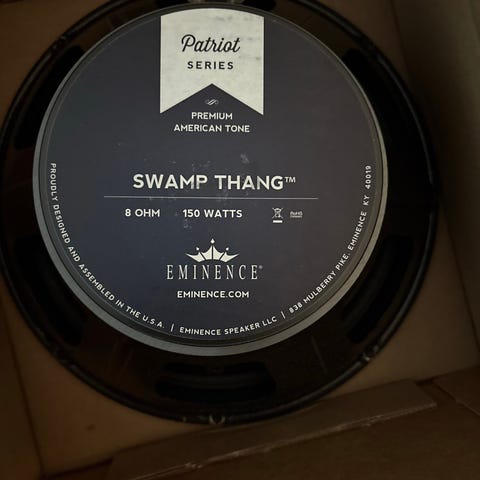 Patriot
SERIES
PREMIUM
AMERICAN TONE
SWAMP THANG™
8 OHM 150 WATTS RoHS
EMINENCE®
EMINENCE.COM
PROUDLY DESIGNED AND ASSEMBLED IN THE U.S.A. | EMINENCE SPEAKER LLC | 838 MULBERRY PIKE, EMINENCE KY 40019